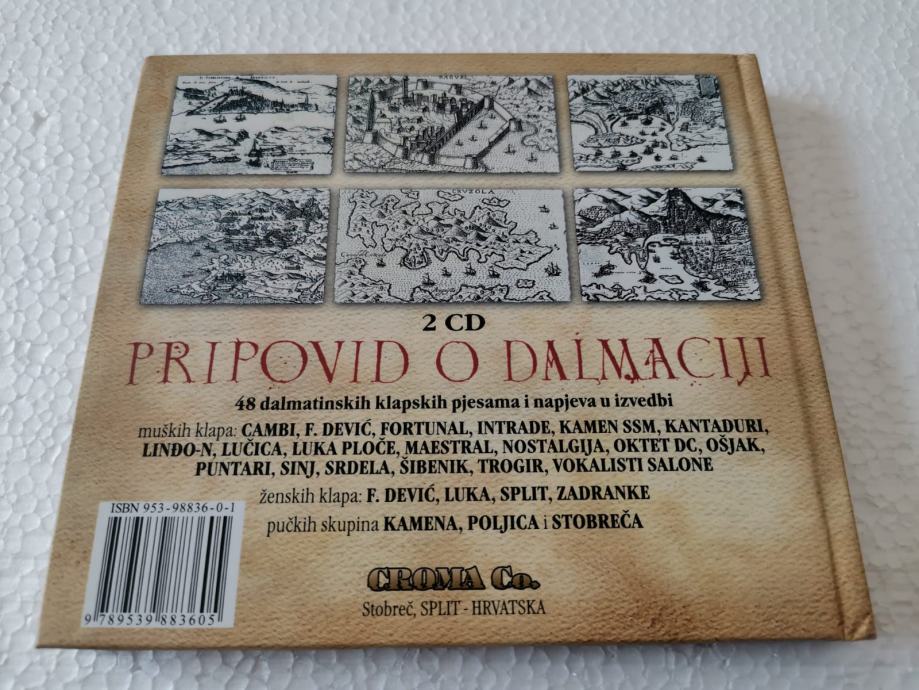 CVRZOLA
2 CD
PRIPOVID O DALMACIJI
48 dalmatinskih klapskih pjesama i napjeva u izvedbi
muških klapa: CAMBI, F. DEVIĆ, FORTUNAL, INTRADE, KAMEN SSM, KANTADURI,
LINĐO-N, LUČICA, LUKA PLOČE, MAESTRAL, NOSTALGIJA, OKTET DC, OŠJAK,
PUNTARI, SINJ, SRDELA, ŠIBENIK, TROGIR, VOKALISTI SALONE
ženskih klapa: F. DEVIĆ, LUKA, SPLIT, ZADRANKE
pučkih skupina KAMENA, POLJICA i STOBREČA
ISBN 953-98836-0-1
9 789539 883605
CROMA Co.
Stobreč, SPLIT - HRVATSKA